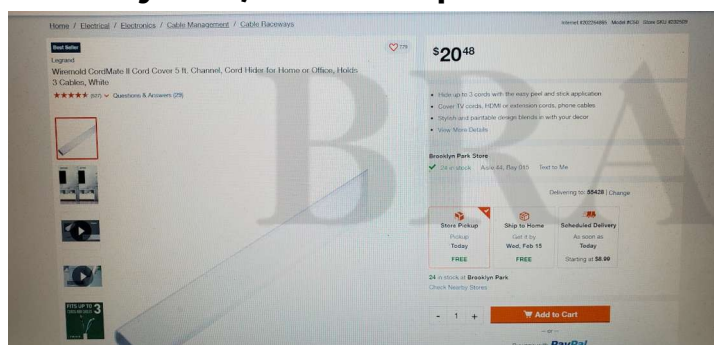 Home / Electrical / Electronics / Cable Management / Cable Raceways
Best Seller
Legrand
Wiremold CordMate II Cord Cover 5 ft. Channel, Cord Hider for Home or Office, Holds
3 Cables, White
Questions & Answers (29)
FITS UP TO 3
$20 48
• Hide up to 3 cords with the easy peel and stick application
• Cover TV cords, HDMI or extension cords, phone cables
• Stylish and paintable design blends in with your decor
• View More Details
Brooklyn Park Store
24 in stock Aisle 44, Bay 015 Text to Me
Delivering to: 55428 | Change
Store Pickup
Pickup
Today
FREE
Ship to Home
Get it by
Wed, Feb 15
FREE
Scheduled Delivery
As soon as
Today
Starting at $8.99
24 in stock at Brooklyn Park
Check Nearby Stores
- 1 +
Add to Cart
— or —
PayPal
BRA